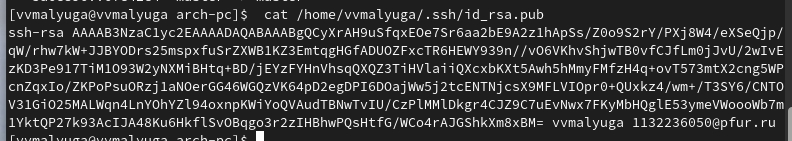 [vvmalyuga@vvmalyuga arch-pc]$  cat /home/vvmalyuga/.ssh/id_rsa.pub
ssh-rsa AAAAB3NzaC1yc2EAAAADAQABAAABgQCyXrAH9uSfqxEOe7Sr6aa2bE9A2z1hApSs/Z0o9S2rY/PXj8W4/eXSeQjp/
qW/rhw7kW+JJBYODrs25mspxfuSrZXWB1KZ3EmtqgHGfADUOZFxcTR6HEWY939n//vO6VKhvShjwTB0vfCJfLm0jJvU/2wIvE
zKD3Pe917TiM1O93W2yNXMiBHtq+BD/jEYzFYHnVhsqQXQZ3TiHVlaiiQXcxbKXt5Awh5hMmyFMfzH4q+ovT573mtX2cng5WP
cnZqxIo/ZKPoPsuORzj1aNOerGG46WGQzVK64pD2egDPI6DOajWw5j2tcENTNjcsX9MFLVIOpr0+QUxkz4/wm+/T3SY6/CNTO
V31GiO25MALWqn4LnYOhYZl94oxnpKWiYoQVAudTBNwTvIU/CzPlMMlDkgr4CJZ9C7uEvNwx7FKyMbHQglE53ymeVWoooWb7m
1YktQP27k93AcIJA48Ku6HkflSvOBqgo3r2zIHBhwPQsHtfG/WCo4rAJGShkXm8xBM= vvmalyuga 1132236050@pfur.ru
[vvmalyuga@vvmalyuga arch-pc]$